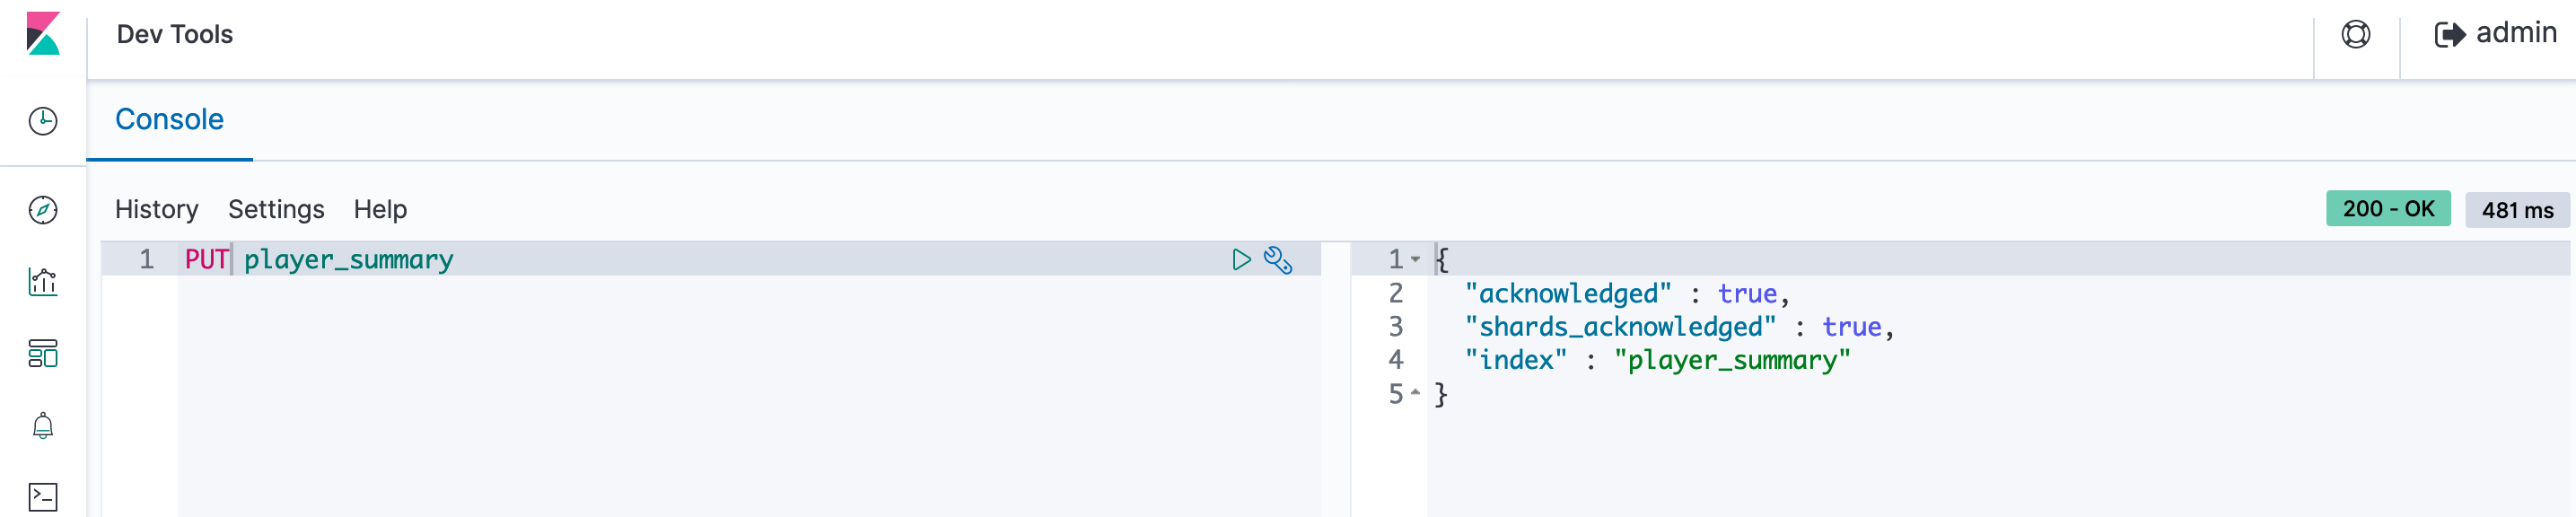 Dev Tools
admin
Console
History Settings Help
200 - OK 481 ms
1 PUT player_summary
1 {
2 "acknowledged" : true,
3 "shards_acknowledged" : true,
4 "index" : "player_summary"
5 }